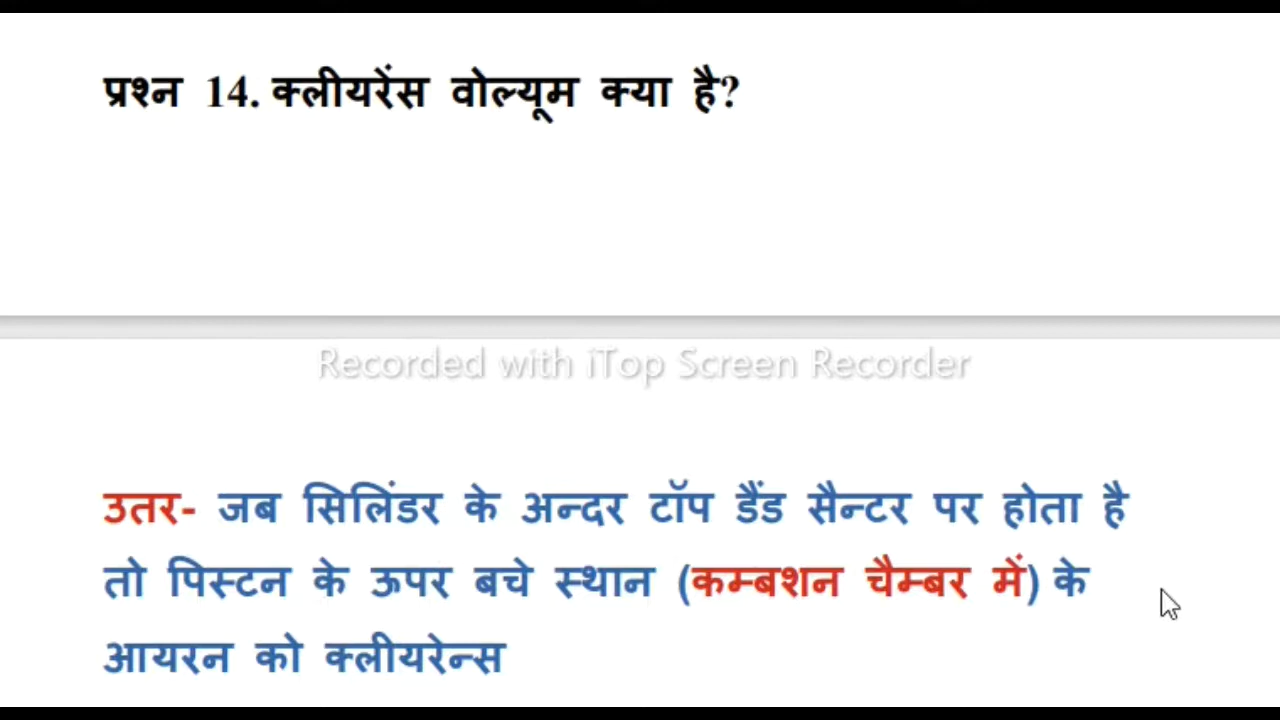 प्रश्न 14. क्लीयरेंस वोल्यूम क्या है?
Recorded with iTop Screen Recorder
उतर- जब सिलिंडर के अन्दर टॉप डैंड सैन्टर पर होता है
तो पिस्टन के ऊपर बचे स्थान (कम्बशन चैम्बर में) के
आयरन को क्लीयरेन्स